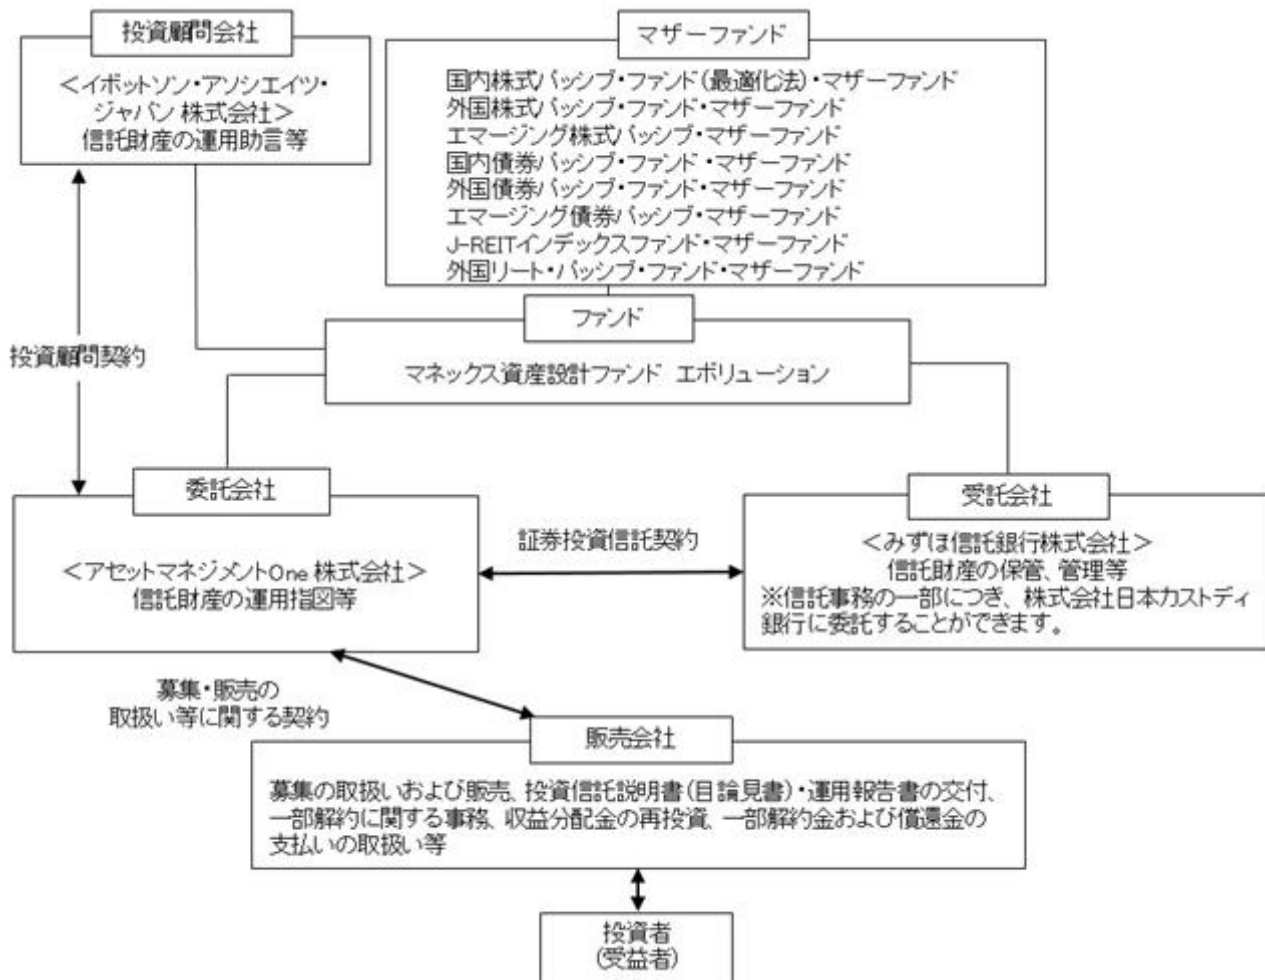 投資顧問会社
＜イボットソン・アソシエイツ・
ジャパン 株式会社＞
信託財産の運用助言等
マザーファンド
国内株式パッシブ・ファンド(最適化法)・マザーファンド
外国株式パッシブ・ファンド・マザーファンド
エマージング株式パッシブ・マザーファンド
国内債券パッシブ・ファンド・マザーファンド
外国債券パッシブ・ファンド・マザーファンド
エマージング債券パッシブ・マザーファンド
J-REITインデックスファンド・マザーファンド
外国リート・パッシブ・ファンド・マザーファンド
ファンド
マネックス資産設計ファンド エボリューション
投資顧問契約
委託会社
＜アセットマネジメントOne 株式会社＞
信託財産の運用指図等
証券投資信託契約
受託会社
＜みずほ信託銀行株式会社＞
信託財産の保管、管理等
※信託事務の一部につき、株式会社日本カストディ
銀行に委託することができます。
募集・販売の
取扱い等に関する契約
販売会社
募集の取扱いおよび販売、投資信託説明書(目論見書)・運用報告書の交付、
一部解約に関する事務、収益分配金の再投資、一部解約金および償還金の
支払いの取扱い等
投資者
(受益者)